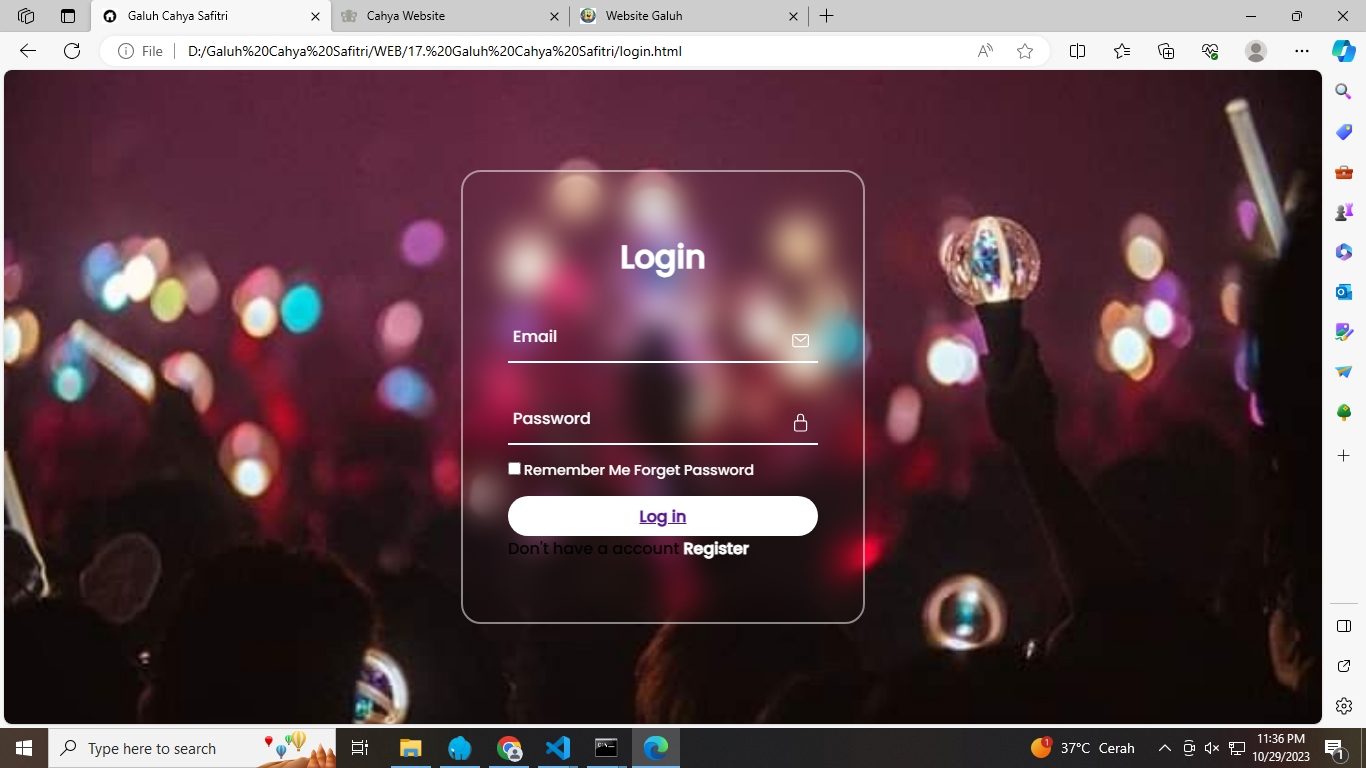 Galuh Cahya Safitri
Cahya Website
Website Galuh
File
D:/Galuh%20Cahya%20Safitri/WEB/17.%20Galuh%20Cahya%20Safitri/login.html
Login
Email
Password
Remember Me Forget Password
Log in
Don't have a account Register
Type here to search
1
37°C Cerah
11:36 PM
10/29/2023
1